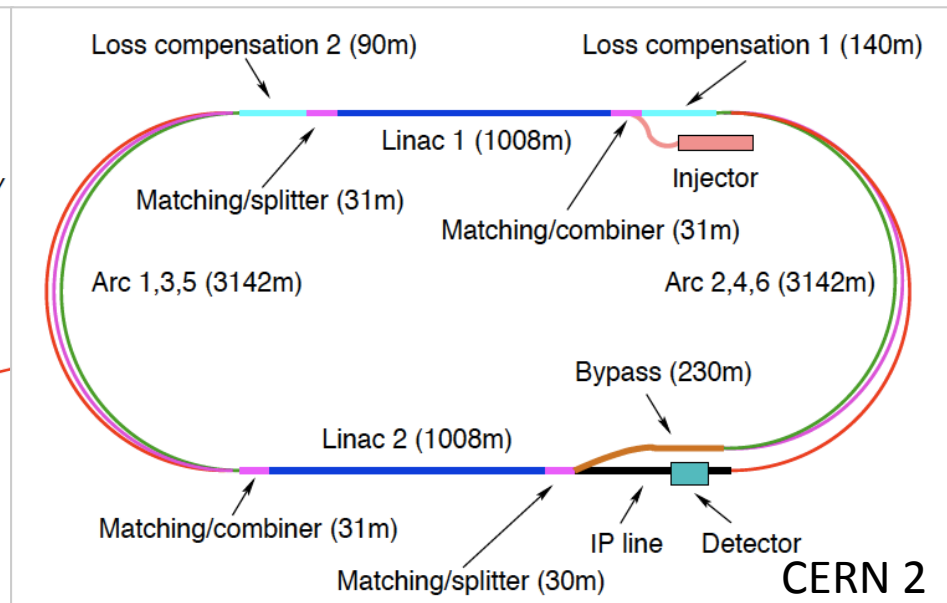 Loss compensation 2 (90m)
Loss compensation 1 (140m)
Linac 1 (1008m)
Injector
Matching/splitter (31m)
Matching/combiner (31m)
Arc 1,3,5 (3142m)
Arc 2,4,6 (3142m)
Bypass (230m)
Linac 2 (1008m)
Matching/combiner (31m)
IP line
Detector
Matching/splitter (30m)
CERN 2